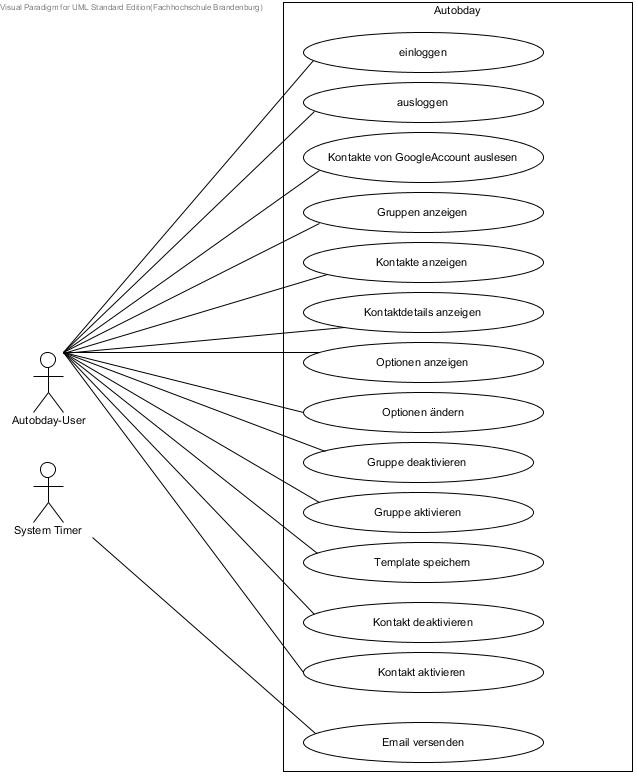 Visual Paradigm for UML Standard Edition(Fachhochschule Brandenburg)
Autobday
einloggen
ausloggen
Kontakte von GoogleAccount auslesen
Gruppen anzeigen
Kontakte anzeigen
Kontaktdetails anzeigen
Optionen anzeigen
Optionen ändern
Autobday-User
Gruppe deaktivieren
Gruppe aktivieren
System Timer
Template speichern
Kontakt deaktivieren
Kontakt aktivieren
Email versenden